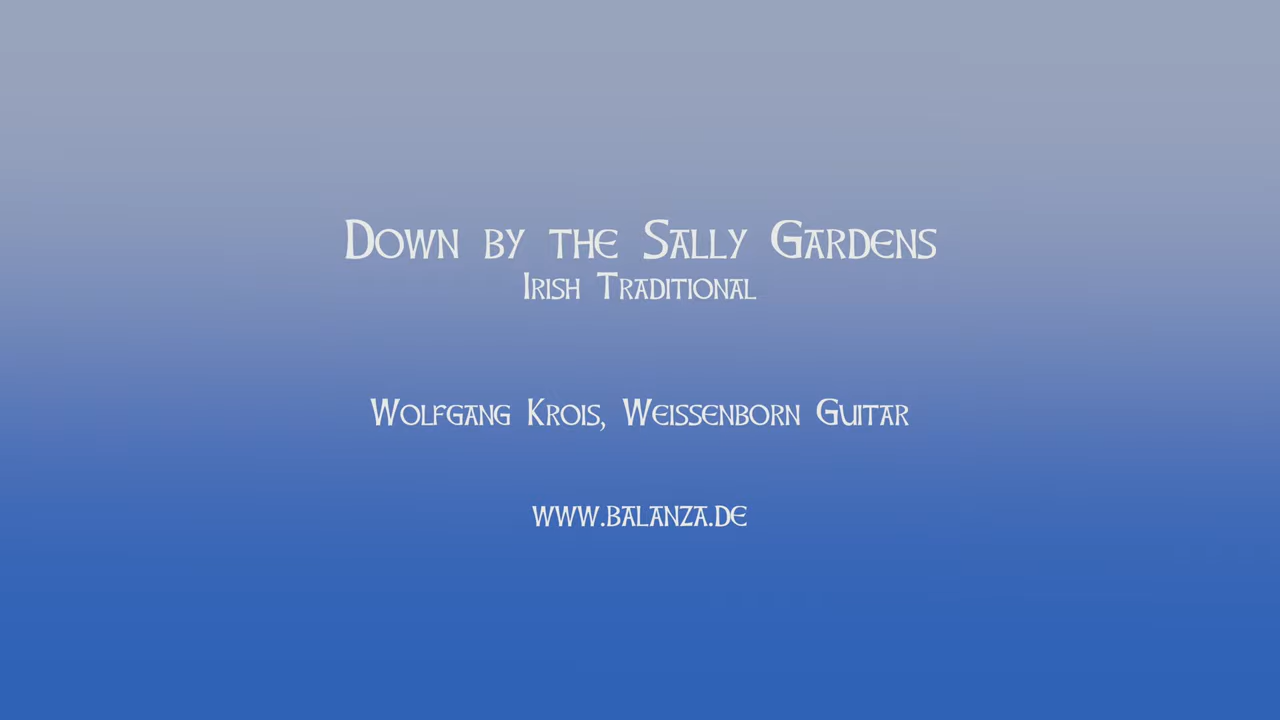 Down by the Sally Gardens
Irish Traditional
Wolfgang Krois, Weissenborn Guitar
www.balanza.de